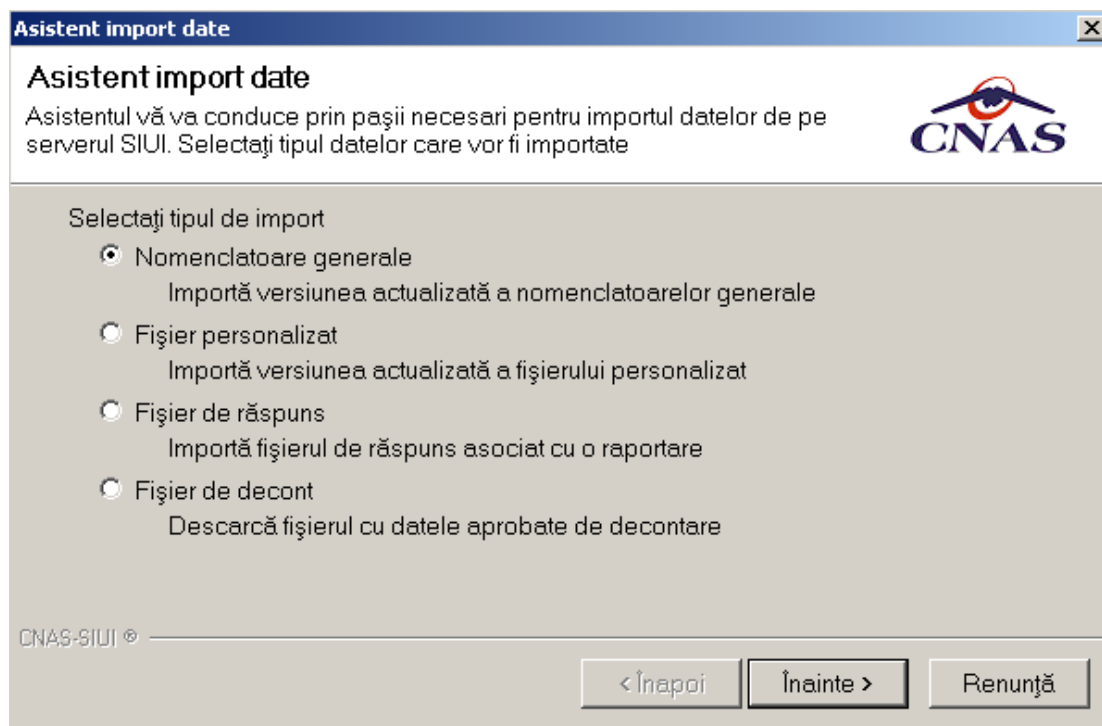 Asistent import date
Asistent import date
Asistentul vă va conduce prin paşii necesari pentru importul datelor de pe
serverul SIUI. Selectaţi tipul datelor care vor fi importate
CNAS
Selectaţi tipul de import
Nomenclatoare generale
Importă versiunea actualizată a nomenclatoarelor generale
Fişier personalizat
Importă versiunea actualizată a fişierului personalizat
Fişier de răspuns
Importă fişierul de răspuns asociat cu o raportare
Fişier de decont
Descarcă fişierul cu datele aprobate de decontare
CNAS-SIUI ®
< Înapoi
Înainte >
Renunţă